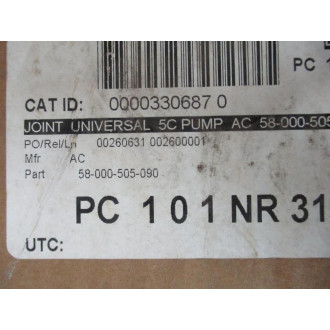 PC 1
CAT ID: 0000330687 0
JOINT UNIVERSAL 5C PUMP AC 58-000-505
PO/Rel/Ln 00260631 002600001
Mfr AC
Part 58-000-505-090
PC 1 0 1 NR 31
UTC: